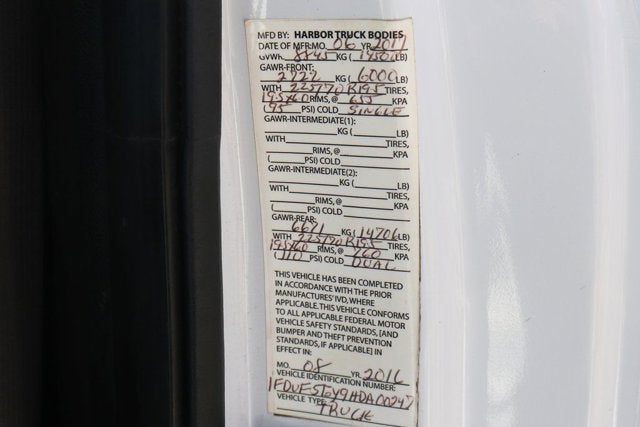 MFD BY: HARBOR TRUCK BODIES
DATE OF MFR:MO. 06 YR. 2017
GVWR: 8845 KG ( 19500 LB)
GAWR-FRONT:
2722 KG ( 6000 LB)
WITH 225/70R19.5 TIRES,
19.5x6.0 RIMS, @ 655 KPA
( 95 PSI) COLD SINGLE
GAWR-INTERMEDIATE(1):
KG ( LB)
WITH TIRES,
RIMS, @ KPA
( PSI) COLD
GAWR-INTERMEDIATE(2):
KG ( LB)
WITH TIRES,
RIMS, @ KPA
( PSI) COLD
GAWR-REAR:
6671 KG ( 14706 LB)
WITH 225/70R19.5 TIRES,
19.5x6.0 RIMS, @ 760 KPA
( 110 PSI) COLD DUAL
THIS VEHICLE HAS BEEN COMPLETED
IN ACCORDANCE WITH THE PRIOR
MANUFACTURES' IVD, WHERE
APPLICABLE. THIS VEHICLE CONFORMS
TO ALL APPLICABLE FEDERAL MOTOR
VEHICLE SAFETY STANDARDS, [AND
BUMPER AND THEFT PREVENTION
STANDARDS, IF APPLICABLE] IN
EFFECT IN:
MO. 08 YR. 2016
VEHICLE IDENTIFICATION NUMBER:
VEHICLE TYPE: TRUCK